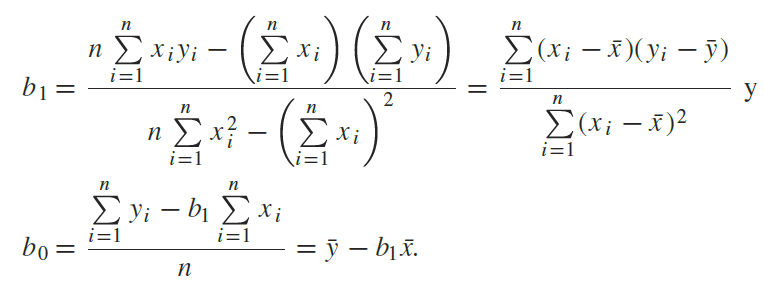 b₁ = \frac{n \sum_{i=1}^{n} x_i y_i - \left( \sum_{i=1}^{n} x_i \right) \left( \sum_{i=1}^{n} y_i \right)}{n \sum_{i=1}^{n} x_i^2 - \left( \sum_{i=1}^{n} x_i \right)^2} = \frac{\sum_{i=1}^{n} (x_i - \bar{x})(y_i - \bar{y})}{\sum_{i=1}^{n} (x_i - \bar{x})^2} y
b₀ = \frac{\sum_{i=1}^{n} y_i - b_1 \sum_{i=1}^{n} x_i}{n} = \bar{y} - b_1 \bar{x}.